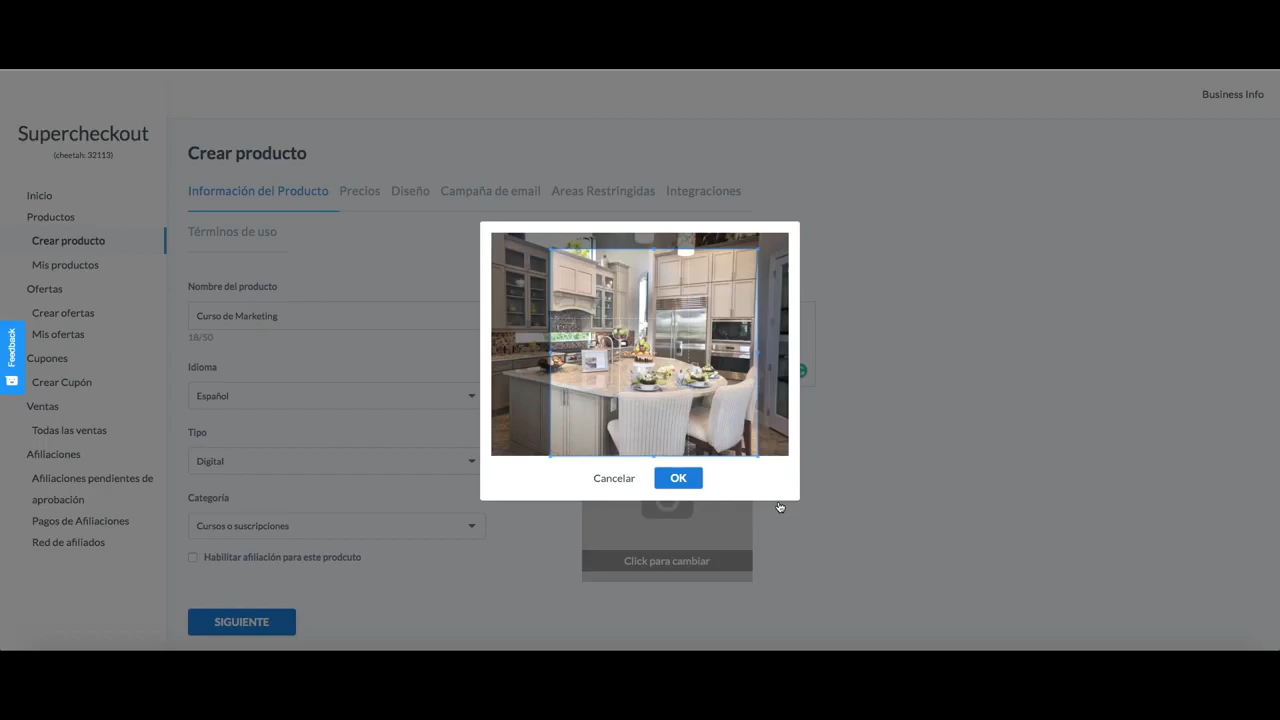 Business Info
Supercheckout
(cheetah: 32113)
Inicio
Productos
Crear producto
Mis productos
Ofertas
Crear ofertas
Mis ofertas
Cupones
Crear Cupón
Ventas
Todas las ventas
Afiliaciones
Afiliaciones pendientes de
aprobación
Pagos de Afiliaciones
Red de afiliados
Feedback
Crear producto
Información del Producto Precios Diseño Campaña de email Areas Restringidas Integraciones
Términos de uso
Nombre del producto
Curso de Marketing
18/50
Idioma
Español
Tipo
Digital
Categoría
Cursos o suscripciones
Habilitar afiliación para este prodcuto
SIGUIENTE
Cancelar OK
Click para cambiar